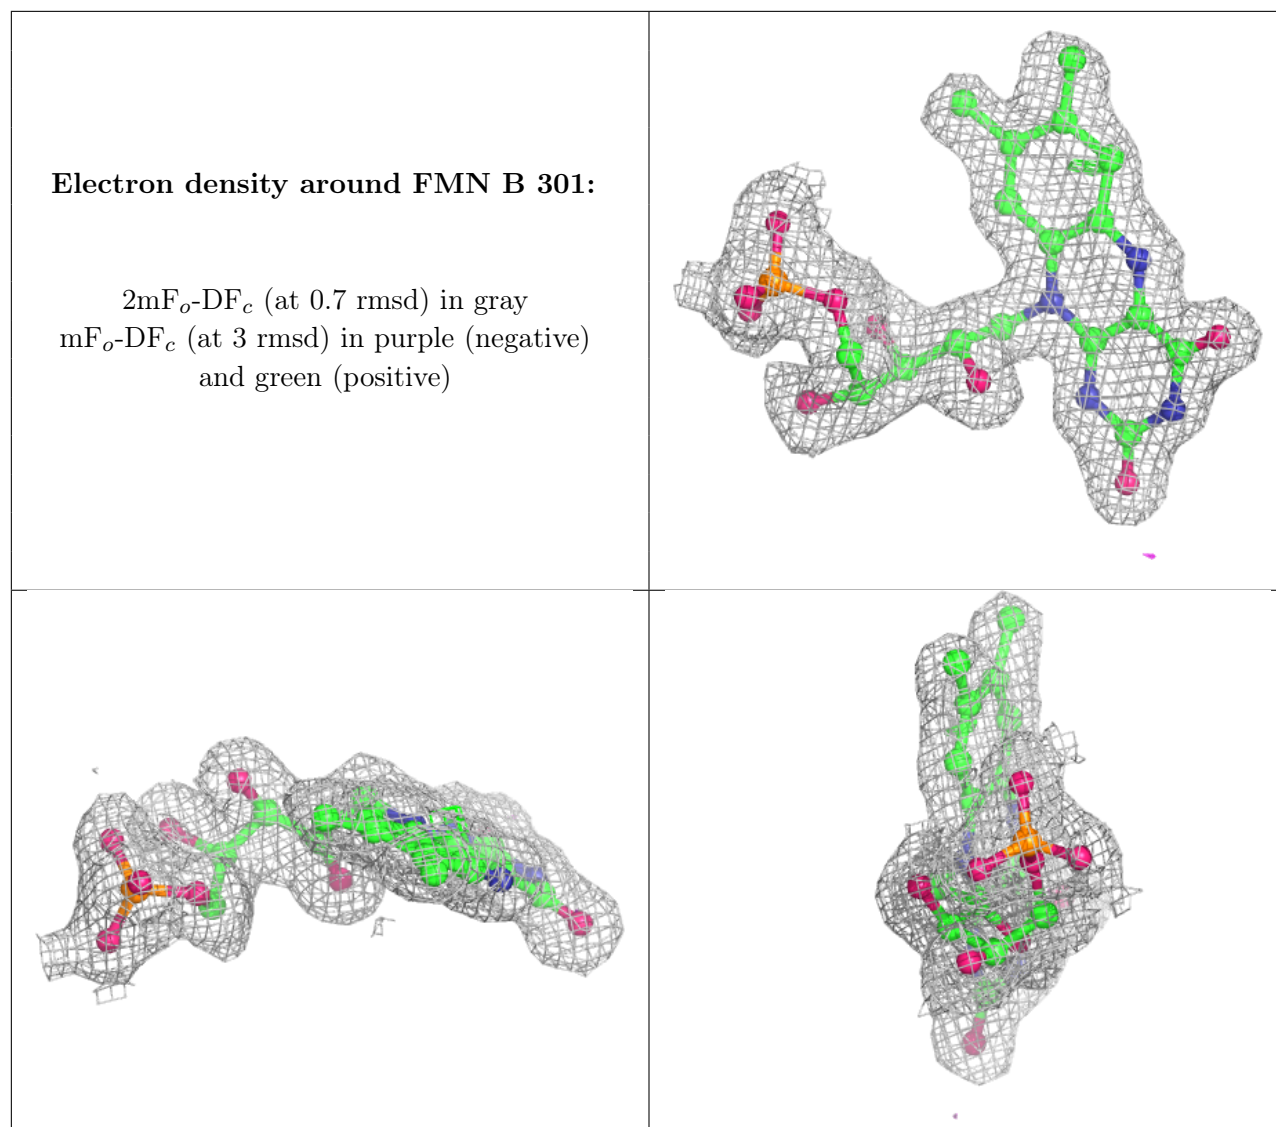 Electron density around FMN B 301:
2mFo-DFc (at 0.7 rmsd) in gray
mFo-DFc (at 3 rmsd) in purple (negative)
and green (positive)